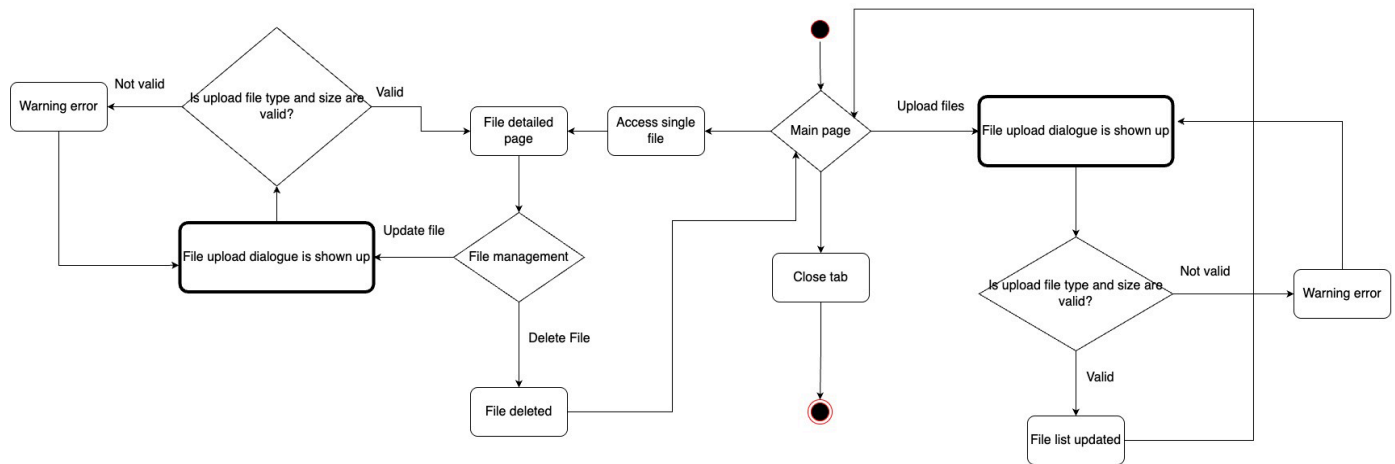 Not valid
Warning error
Is upload file type and size are
valid?
Valid
File detailed
page
Access single
file
Main page
Upload files
File upload dialogue is shown up
File upload dialogue is shown up
Update file
File management
Delete File
File deleted
Close tab
Is upload file type and size are
valid?
Not valid
Warning error
Valid
File list updated